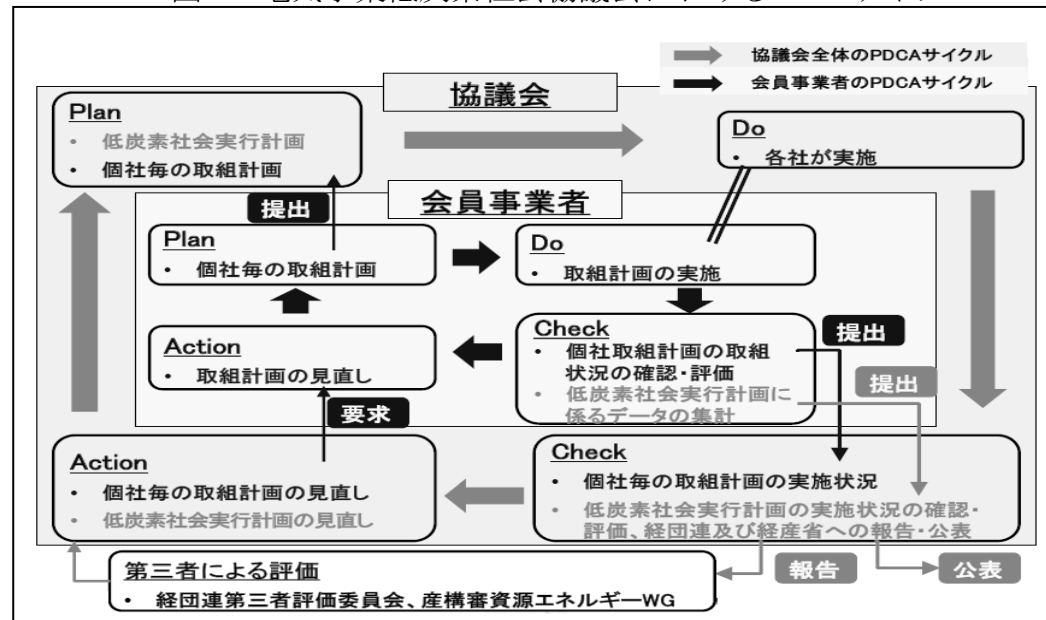 協議会全体のPDCAサイクル
会員事業者のPDCAサイクル
協議会
Plan
・ 低炭素社会実行計画
・ 個社毎の取組計画
Do
・ 各社が実施
会員事業者
提出
Plan
・ 個社毎の取組計画
Do
・ 取組計画の実施
Action
・ 取組計画の見直し
Check
・ 個社取組計画の取組
状況の確認・評価
・ 低炭素社会実行計画に
係るデータの集計
提出
提出
要求
Action
・ 個社毎の取組計画の見直し
・ 低炭素社会実行計画の見直し
Check
・ 個社毎の取組計画の実施状況
・ 低炭素社会実行計画の実施状況の確認・
評価、経団連及び経産省への報告・公表
報告
公表
第三者による評価
・ 経団連第三者評価委員会、産構審資源エネルギーWG